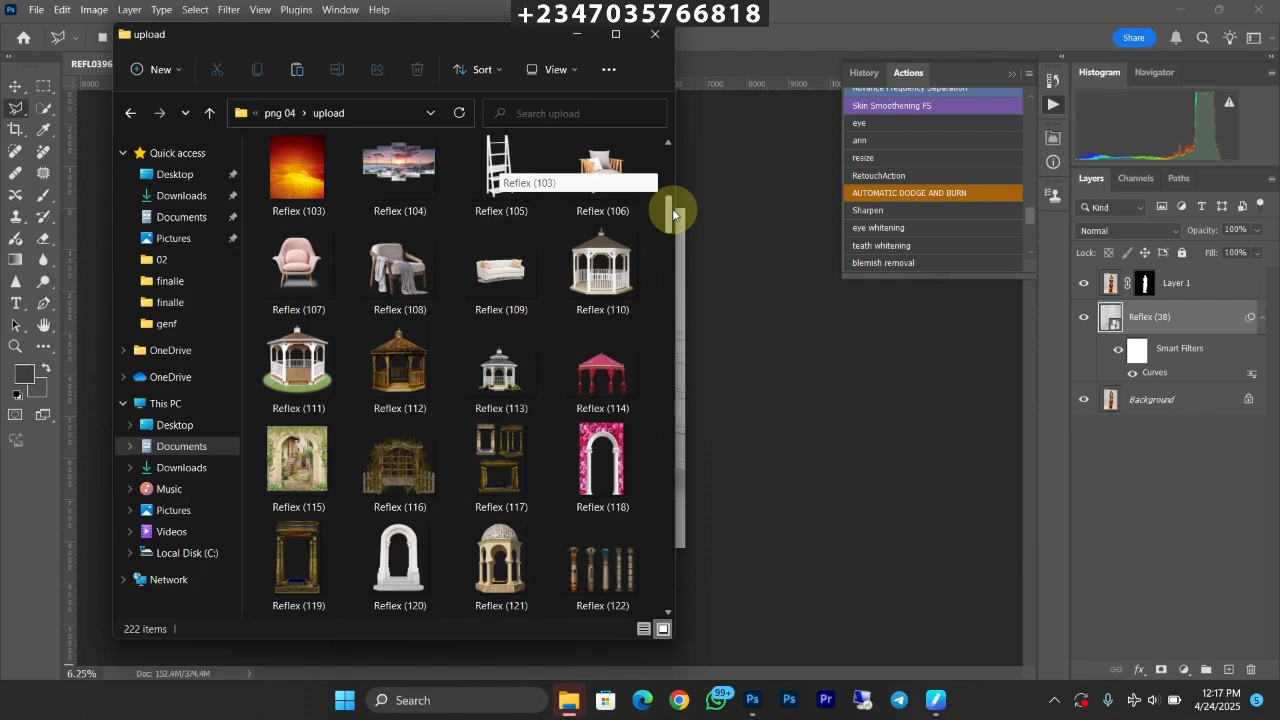 +2347035766818
File Edit Image Layer Type Select Filter View Plugins Window Help
Share
REFL0396
upload
New Sort View
png 04 > upload
Search upload
8000 7000 8000 9000
Quick access
Desktop
Downloads
Documents
Pictures
02
finalle
finalle
genf
OneDrive
OneDrive
This PC
Desktop
Documents
Downloads
Music
Pictures
Videos
Local Disk (C:)
Network
Reflex (103)
Reflex (103) Reflex (104) Reflex (105) Reflex (106)
Reflex (107) Reflex (108) Reflex (109) Reflex (110)
Reflex (111) Reflex (112) Reflex (113) Reflex (114)
Reflex (115) Reflex (116) Reflex (117) Reflex (118)
Reflex (119) Reflex (120) Reflex (121) Reflex (122)
222 items
History Actions
Advance Frequency Separation
Skin Smoothening FS
eye
ann
resize
RetouchAction
AUTOMATIC DODGE AND BURN
Sharpen
eye whitening
teath whitening
blemish removal
Histogram Navigator
Layers Channels Paths
Kind
Normal Opacity: 100%
Lock: Fill: 100%
Layer 1
Reflex (38)
Smart Filters
Curves
Background
6.25% Doc: 152.4M/374.4M
Search
99+
12:17 PM
4/24/2025
5